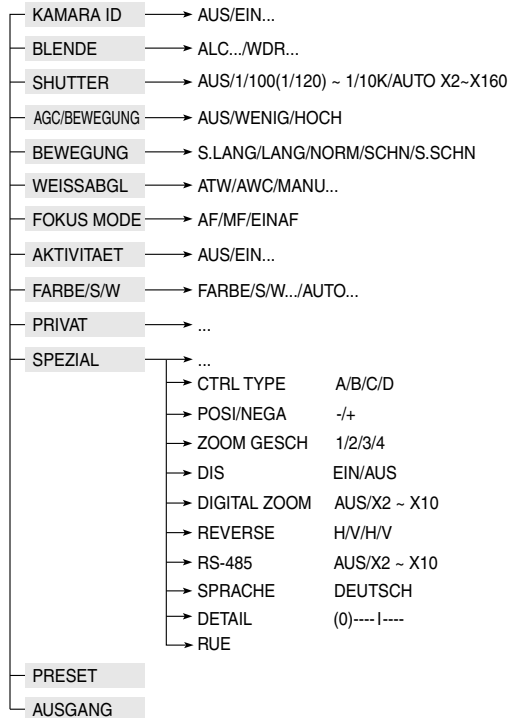 KAMARA ID AUS/EIN...
BLENDE ALC.../WDR...
SHUTTER AUS/1/100(1/120) ~ 1/10K/AUTO X2~X160
AGC/BEWEGUNG AUS/WENIG/HOCH
BEWEGUNG S.LANG/LANG/NORM/SCHN/S.SCHN
WEISSABGL ATW/AWC/MANU...
FOKUS MODE AF/MF/EINAF
AKTIVITAET AUS/EIN...
FARBE/S/W FARBE/S/W.../AUTO...
PRIVAT ...
SPEZIAL ...
CTRL TYPE A/B/C/D
POSI/NEGA -/+
ZOOM GESCH 1/2/3/4
DIS EIN/AUS
DIGITAL ZOOM AUS/X2 ~ X10
REVERSE H/V/H/V
RS-485 AUS/X2 ~ X10
SPRACHE DEUTSCH
DETAIL (0)----I----
RUE
PRESET
AUSGANG